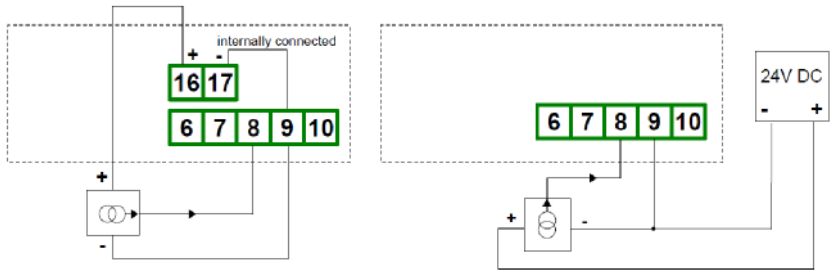 internally connected
+ -
16 17
6 7 8 9 10
+
-
24V DC
- +
6 7 8 9 10
+ -